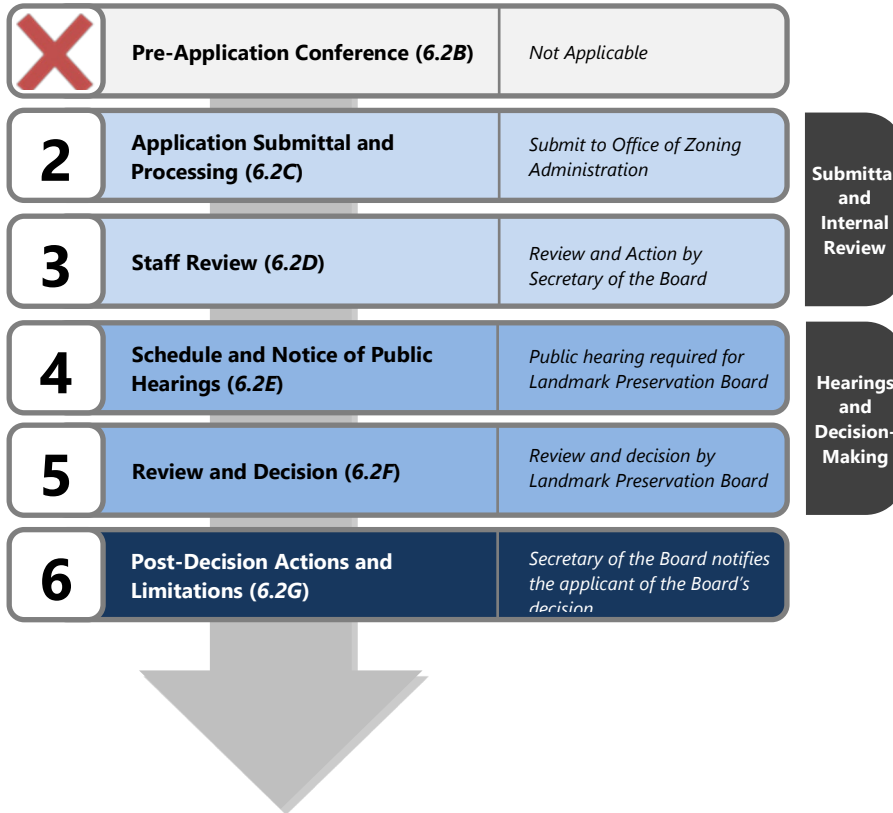 Pre-Application Conference (6.2B)
Not Applicable
2
Application Submittal and
Processing (6.2C)
Submit to Office of Zoning
Administration
3
Staff Review (6.2D)
Review and Action by
Secretary of the Board
Submitta
and
Internal
Review
4
Schedule and Notice of Public
Hearings (6.2E)
Public hearing required for
Landmark Preservation Board
5
Review and Decision (6.2F)
Review and decision by
Landmark Preservation Board
Hearings
and
Decision-
Making
6
Post-Decision Actions and
Limitations (6.2G)
Secretary of the Board notifies
the applicant of the Board’s
decision